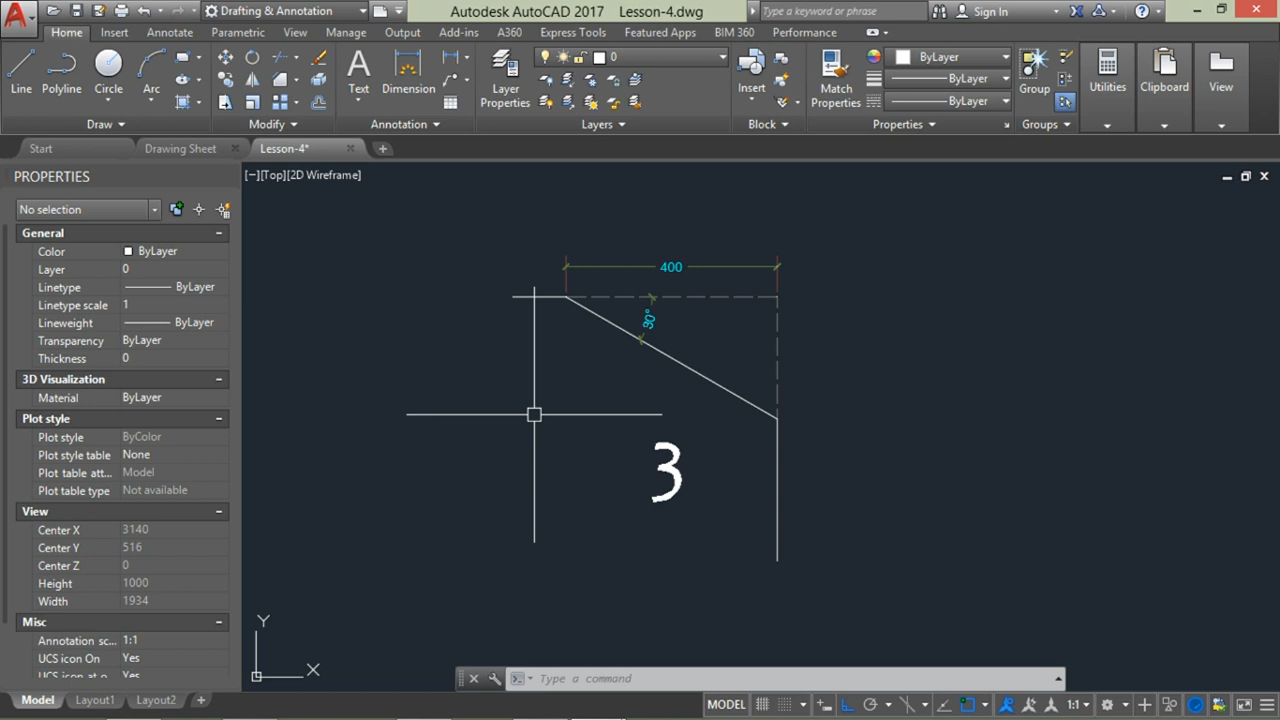 Drafting & Annotation
Autodesk AutoCAD 2017 Lesson-4.dwg
Type a keyword or phrase
Sign In
Home Insert Annotate Parametric View Manage Output Add-ins A360 Express Tools Featured Apps BIM 360 Performance
0
ByLayer
ByLayer
ByLayer
Line Polyline Circle Arc Text Dimension Layer Properties Insert Match Properties Group Utilities Clipboard View
Draw Modify Annotation Layers Block Properties Groups
Start Drawing Sheet Lesson-4*
PROPERTIES
[−][Top][2D Wireframe]
No selection
General
Color ByLayer
Layer 0
Linetype ByLayer
Linetype scale 1
Lineweight ByLayer
Transparency ByLayer
Thickness 0
3D Visualization
Material ByLayer
Plot style
Plot style ByColor
Plot style table None
Plot table att... Model
Plot table type Not available
View
Center X 3140
Center Y 516
Center Z 0
Height 1000
Width 1934
Misc
Annotation sc... 1:1
UCS icon On Yes
UCS icon at o... Yes
400
30°
3
Y
X
Type a command
Model Layout1 Layout2
MODEL 1:1